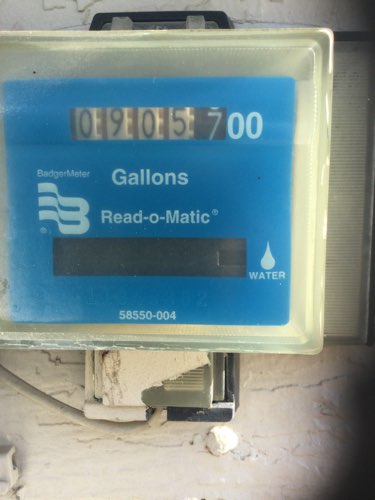 0905700
BadgerMeter
Gallons
Read-o-Matic®
®
WATER
58550-004